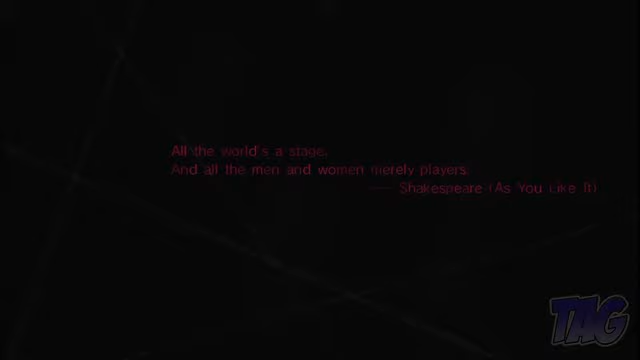 All the world's a stage,
And all the men and women merely players.
── Shakespeare (As You Like It)
TAG